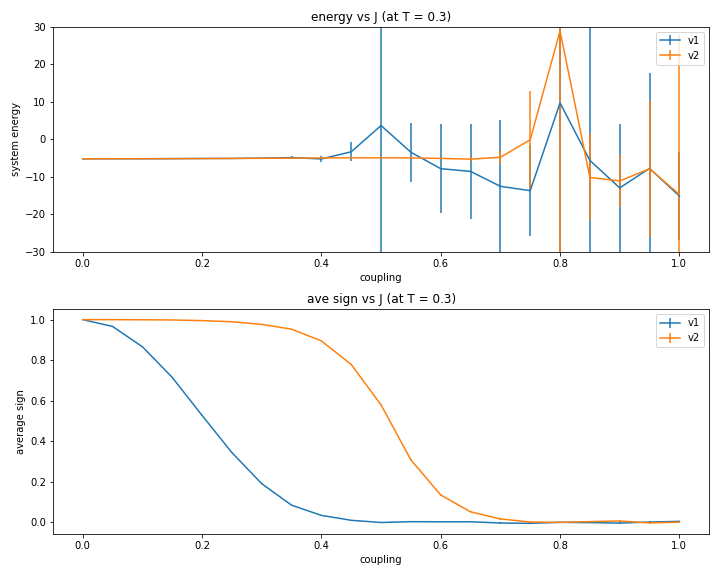 energy vs J (at T = 0.3)
30
20
10
0
−10
−20
−30
system energy
v1
v2
0.0 0.2 0.4 0.6 0.8 1.0
coupling
ave sign vs J (at T = 0.3)
1.0
0.8
0.6
0.4
0.2
0.0
average sign
v1
v2
0.0 0.2 0.4 0.6 0.8 1.0
coupling